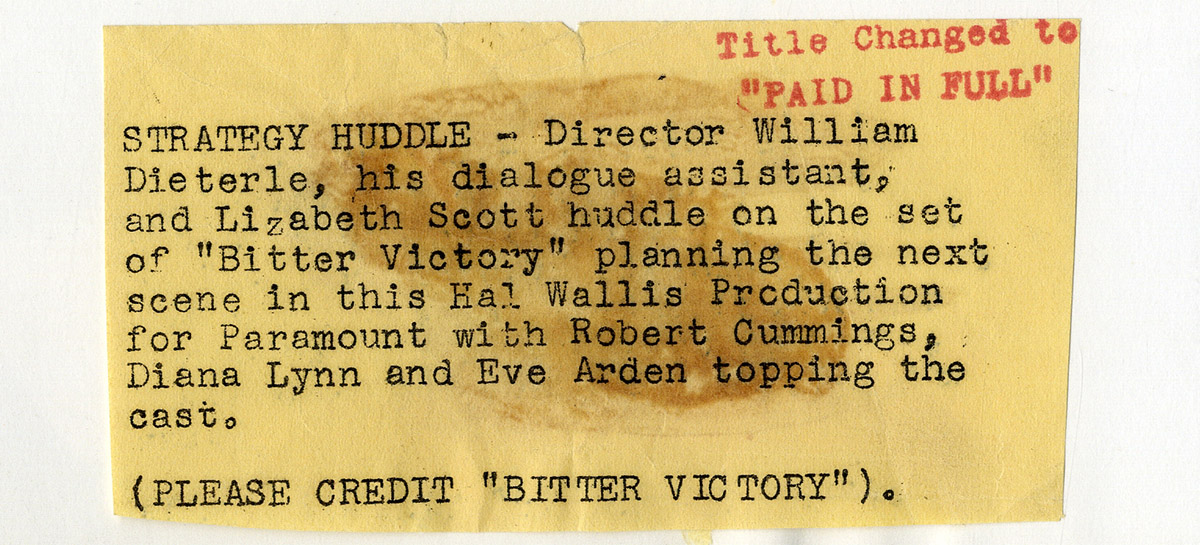 Title Changed to
"PAID IN FULL"
STRATEGY HUDDLE - Director William
Dieterle, his dialogue assistant,
and Lizabeth Scott huddle on the set
of "Bitter Victory" planning the next
scene in this Hal Wallis Production
for Paramount with Robert Cummings,
Diana Lynn and Eve Arden topping the
cast.
(PLEASE CREDIT "BITTER VICTORY").